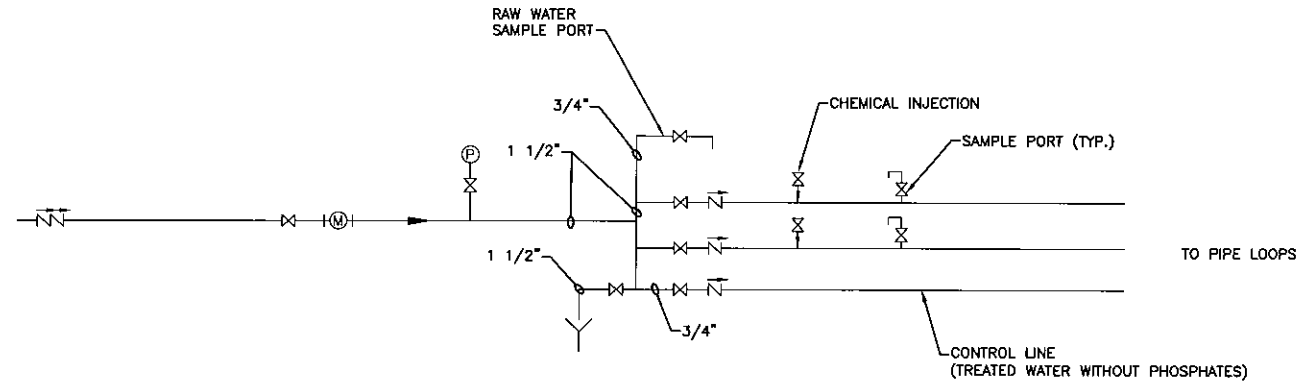 RAW WATER
SAMPLE PORT
3/4"
CHEMICAL INJECTION
SAMPLE PORT (TYP.)
P
1 1/2"
M
1 1/2"
TO PIPE LOOPS
3/4"
CONTROL LINE
(TREATED WATER WITHOUT PHOSPHATES)